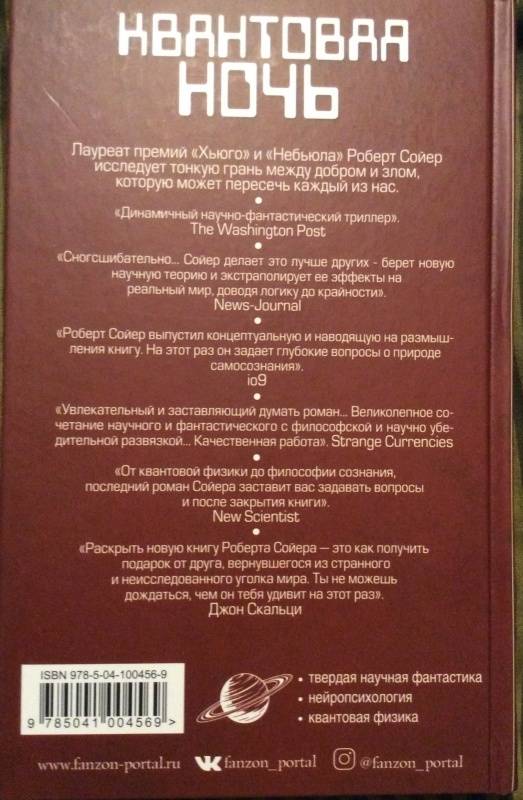 КВАНТОВАЯ
НОЧЬ
Лауреат премий «Хьюго» и «Небьюла» Роберт Сойер
исследует тонкую грань между добром и злом,
которую может пересечь каждый из нас.
•
«Динамичный научно-фантастический триллер».
The Washington Post
•
«Сногсшибательно... Сойер делает это лучше других - берет новую
научную теорию и экстраполирует ее эффекты на
реальный мир, доводя логику до крайности».
News-Journal
•
«Роберт Сойер выпустил концептуальную и наводящую на размыш-
ления книгу. На этот раз он задает глубокие вопросы о природе
самосознания».
io9
•
«Увлекательный и заставляющий думать роман... Великолепное со-
четание научного и фантастического с философской и научно убе-
дительной развязкой... Качественная работа». Strange Currencies
•
«От квантовой физики до философии сознания,
последний роман Сойера заставит вас задавать вопросы
и после закрытия книги».
New Scientist
•
«Раскрыть новую книгу Роберта Сойера — это как получить
подарок от друга, вернувшегося из странного
и неисследованного уголка мира. Ты не можешь
дождаться, чем он тебя удивит на этот раз».
Джон Скальци
ISBN 978-5-04-100456-9
9 785041 004569 >
• твердая научная фантастика
• нейропсихология
• квантовая физика
www.fanzon-portal.ru fanzon_portal @fanzon_portal